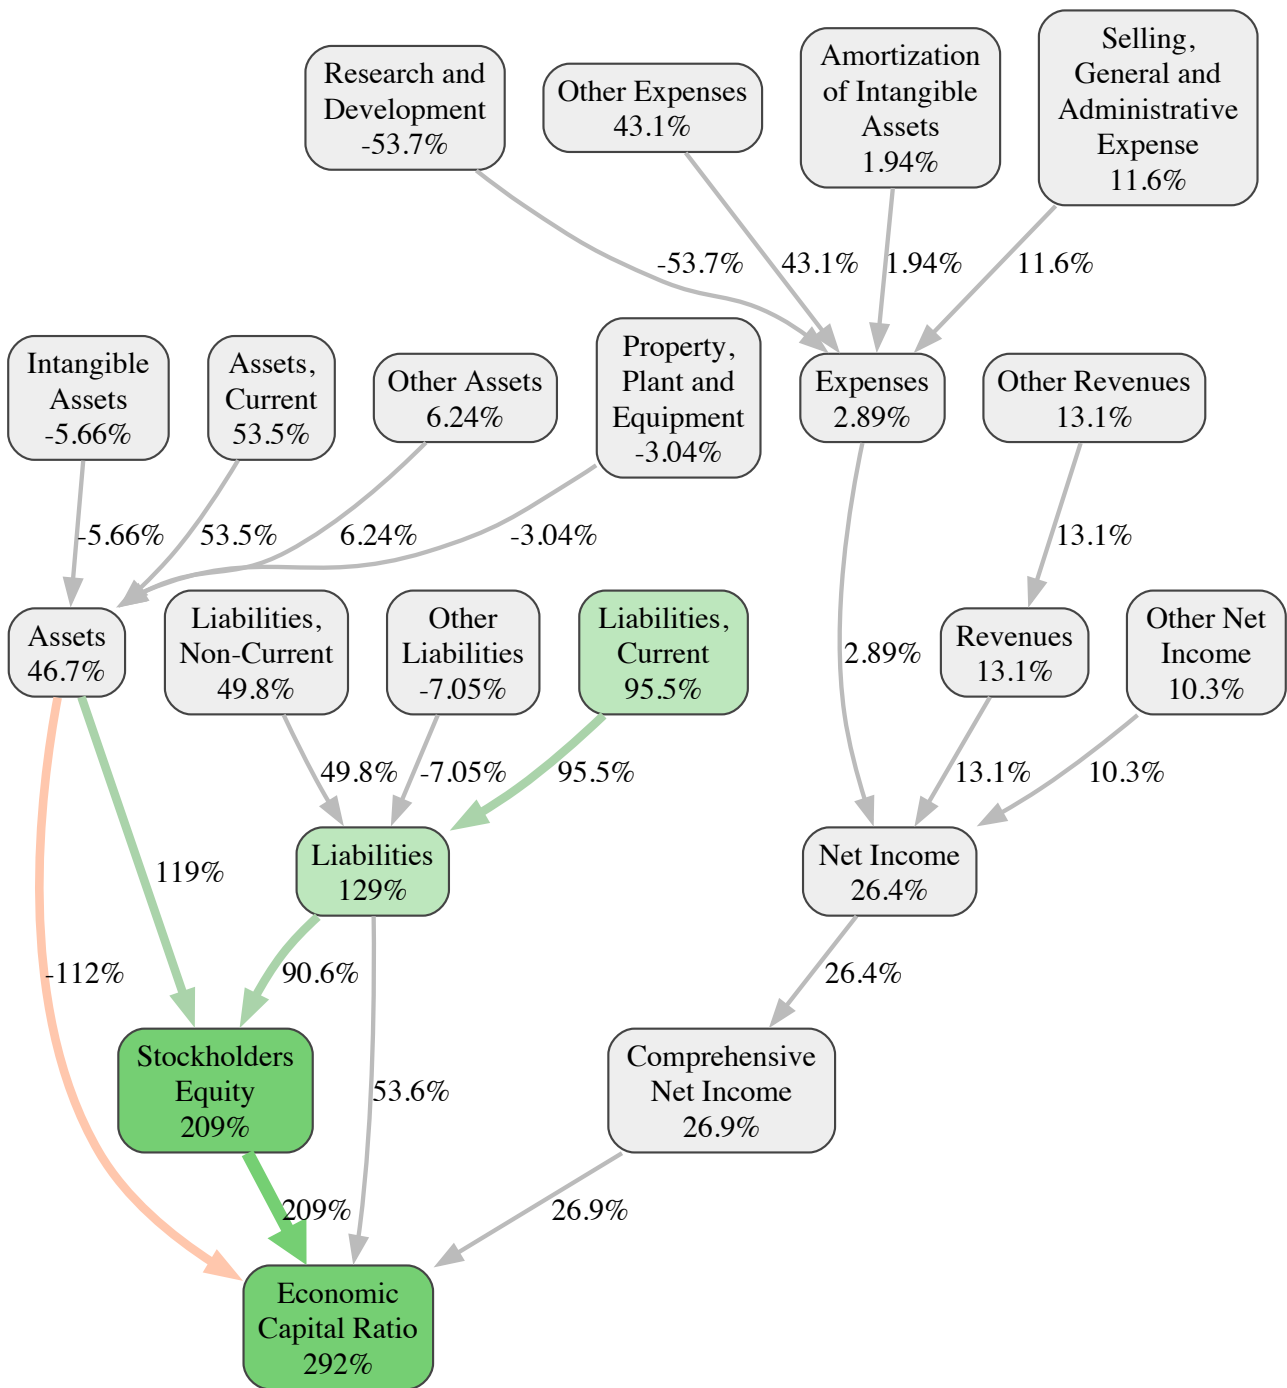 Research and
Development
-53.7%
Other Expenses
43.1%
Amortization
of Intangible
Assets
1.94%
Selling,
General and
Administrative
Expense
11.6%
-53.7%
43.1%
1.94%
11.6%
Intangible
Assets
-5.66%
Assets,
Current
53.5%
Other Assets
6.24%
Property,
Plant and
Equipment
-3.04%
Expenses
2.89%
Other Revenues
13.1%
-5.66%
53.5%
6.24%
-3.04%
13.1%
Assets
46.7%
Liabilities,
Non-Current
49.8%
Other
Liabilities
-7.05%
Liabilities,
Current
95.5%
2.89%
Revenues
13.1%
Other Net
Income
10.3%
49.8%
-7.05%
95.5%
13.1%
10.3%
119%
Liabilities
129%
Net Income
26.4%
-112%
90.6%
26.4%
Stockholders
Equity
209%
53.6%
Comprehensive
Net Income
26.9%
209%
26.9%
Economic
Capital Ratio
292%